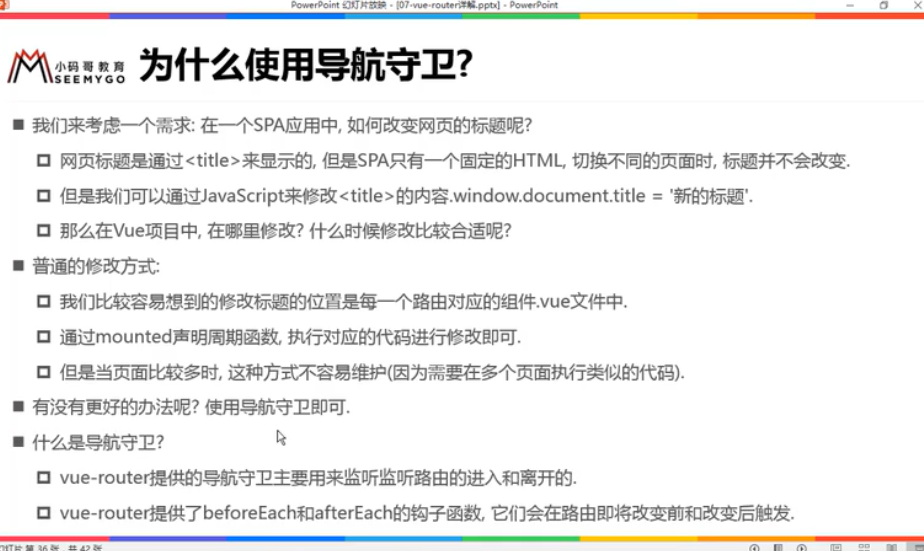 PowerPoint 幻灯片放映 - [07-vue-router详解.pptx] - PowerPoint
小码哥教育
SEEMYGO
为什么使用导航守卫?
我们来考虑一个需求: 在一个SPA应用中, 如何改变网页的标题呢?
网页标题是通过<title>来显示的, 但是SPA只有一个固定的HTML, 切换不同的页面时, 标题并不会改变.
但是我们可以通过JavaScript来修改<title>的内容.window.document.title = '新的标题'.
那么在Vue项目中, 在哪里修改? 什么时候修改比较合适呢?
普通的修改方式:
我们比较容易想到的修改标题的位置是每一个路由对应的组件.vue文件中.
通过mounted声明周期函数, 执行对应的代码进行修改即可.
但是当页面比较多时, 这种方式不容易维护(因为需要在多个页面执行类似的代码).
有没有更好的办法呢? 使用导航守卫即可.
什么是导航守卫?
vue-router提供的导航守卫主要用来监听监听路由的进入和离开的.
vue-router提供了beforeEach和afterEach的钩子函数, 它们会在路由即将改变前和改变后触发.
幻灯片 第 36 张, 共 42 张